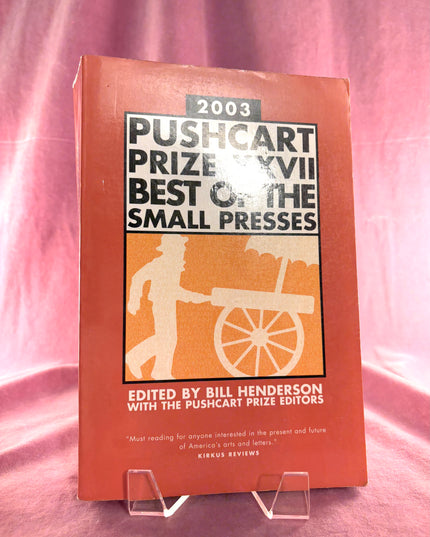 2003
PUSHCART
PRIZE XXVII
BEST OF THE
SMALL PRESSES
EDITED BY BILL HENDERSON
WITH THE PUSHCART PRIZE EDITORS
"Must reading for anyone interested in the present and future
of America's arts and letters."
KIRKUS REVIEWS